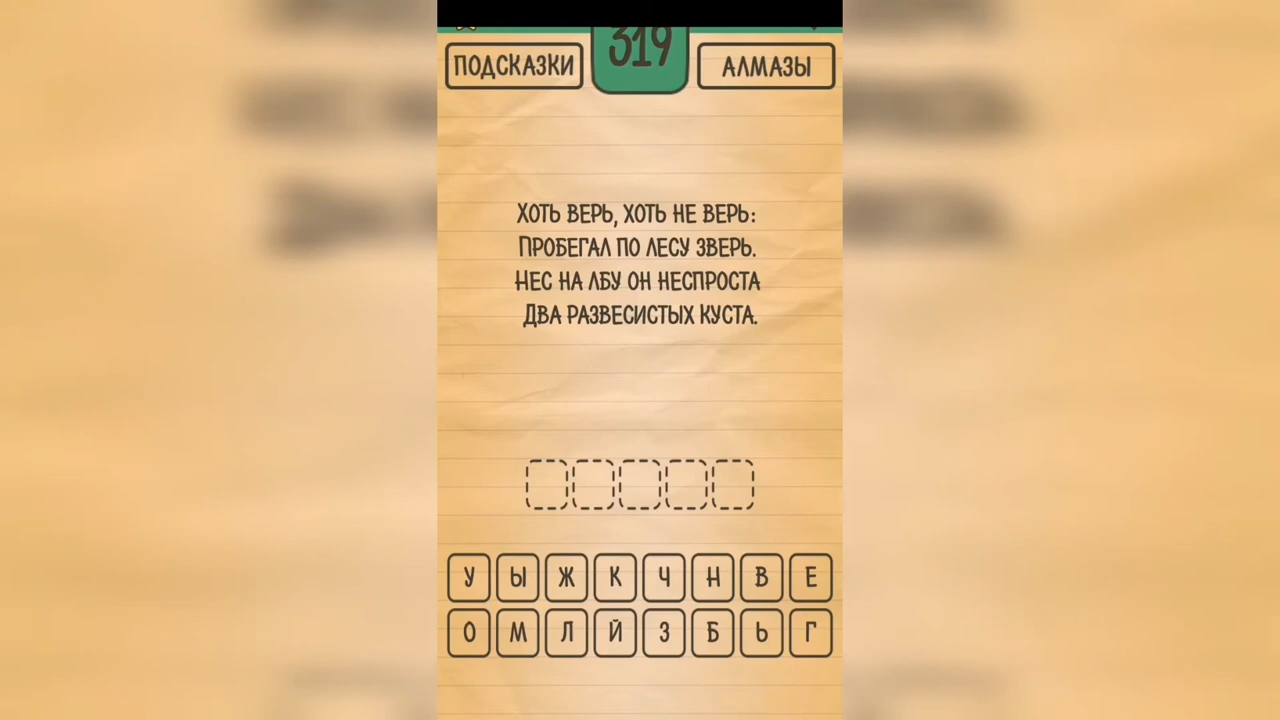 319
ПОДСКАЗКИ
АЛМАЗЫ
ХОТЬ ВЕРЬ, ХОТЬ НЕ ВЕРЬ:
ПРОБЕГАЛ ПО ЛЕСУ ЗВЕРЬ.
НЕС НА ЛБУ ОН НЕСПРОСТА
ДВА РАЗВЕСИСТЫХ КУСТА.
У Ы Ж К Ч Н В Е
О М Л Й З Б Ь Г